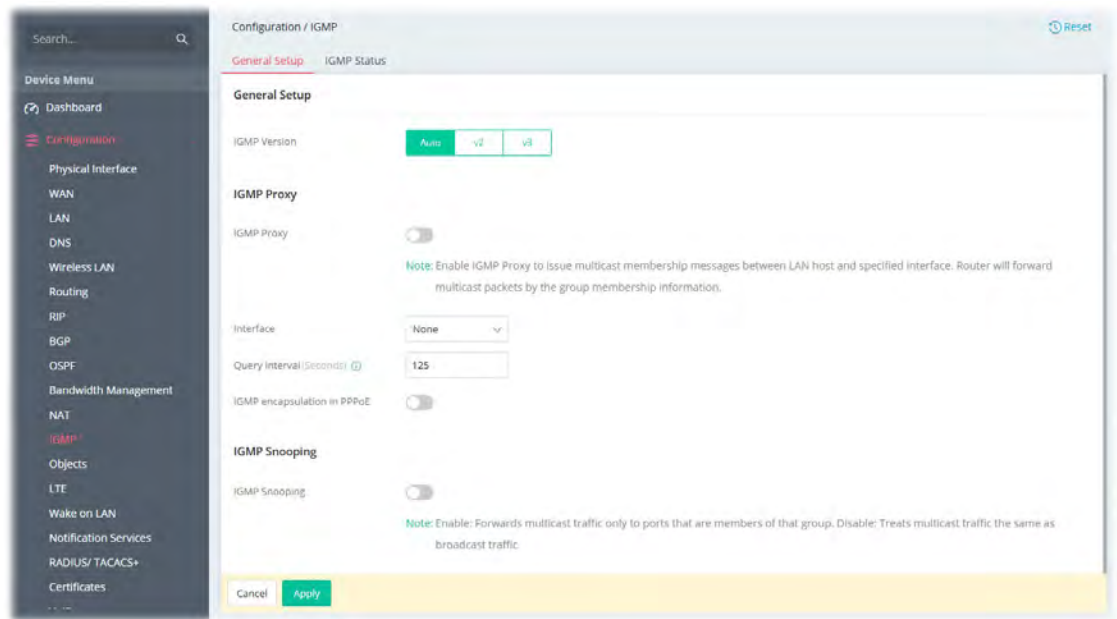 Search...
Device Menu
Dashboard
Configuration
Physical Interface
WAN
LAN
DNS
Wireless LAN
Routing
RIP
BGP
OSPF
Bandwidth Management
NAT
IGMP
Objects
LTE
Wake on LAN
Notification Services
RADIUS/ TACACS+
Certificates
Configuration / IGMP
Reset
General Setup IGMP Status
General Setup
IGMP Version Auto v2 v3
IGMP Proxy
IGMP Proxy
Note: Enable IGMP Proxy to issue multicast membership messages between LAN host and specified interface. Router will forward
multicast packets by the group membership information.
Interface None
Query Interval (Seconds) 125
IGMP encapsulation in PPPoE
IGMP Snooping
IGMP Snooping
Note: Enable: Forwards multicast traffic only to ports that are members of that group. Disable: Treats multicast traffic the same as
broadcast traffic
Cancel Apply